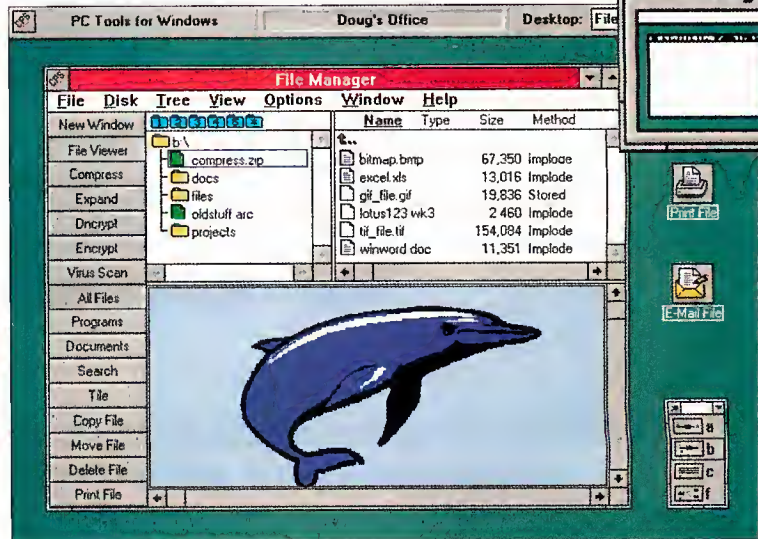 PC Tools for Windows
Doug's Office
Desktop: File
File Manager
File Disk Tree View Options Window Help
New Window
File Viewer
Compress
Expand
Dncrypt
Encrypt
Virus Scan
All Files
Programs
Documents
Search
Tile
Copy File
Move File
Delete File
Print File
b:\
compress.zip
docs
files
oldstuff arc
projects
Name Type Size Method
t..
bitmap.bmp 67,350 Implode
excel.xls 13,016 Implode
gif_file.gif 19,836 Stored
lotus123 wk3 2 460 Implode
tif_file.tif 154,084 Implode
winword doc 11,351 Implode
Print File
E-Mail File
a
b
c
f